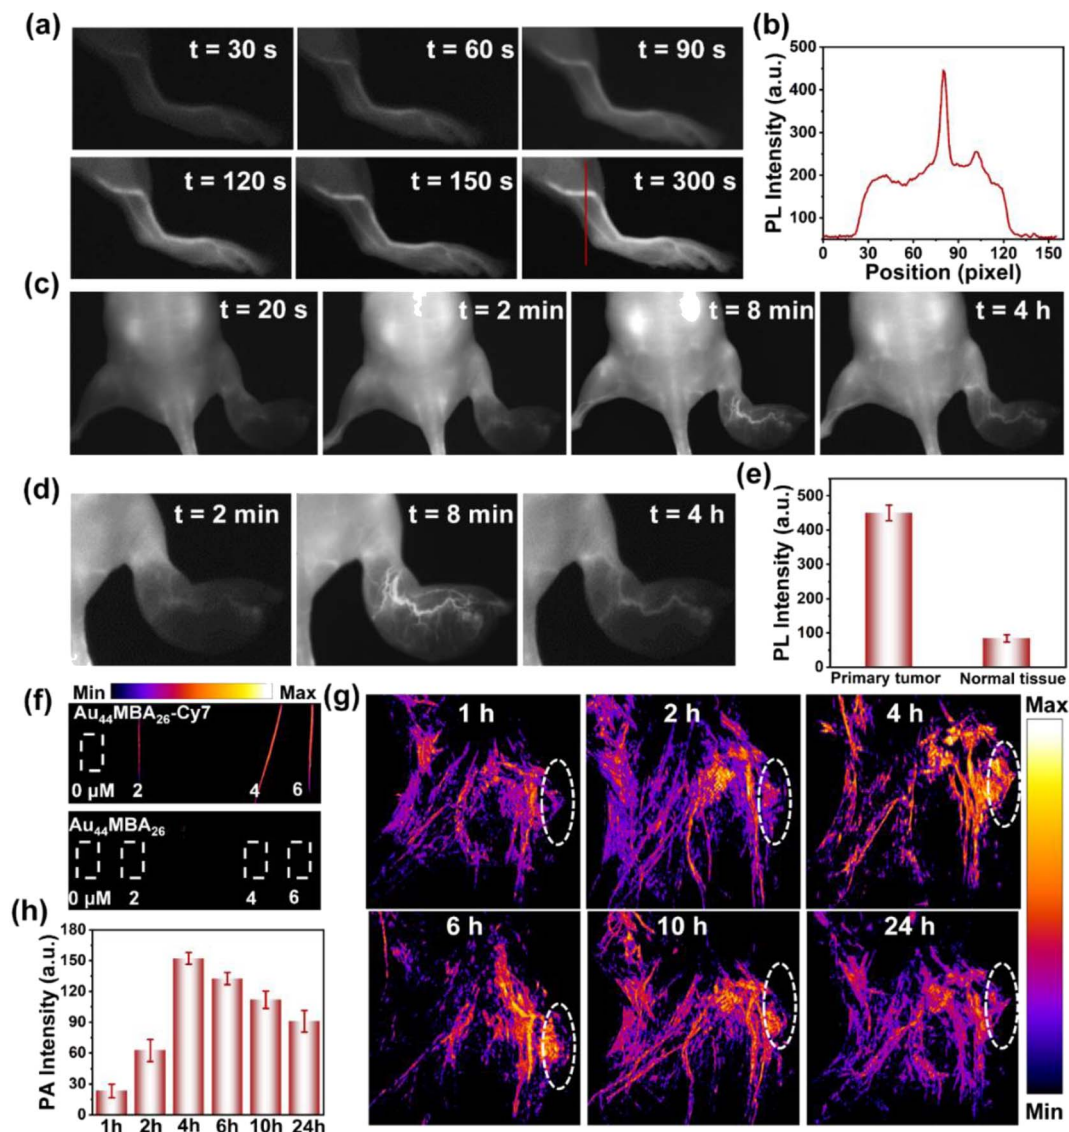 (a)
t = 30 s
t = 60 s
t = 90 s
t = 120 s
t = 150 s
t = 300 s
(b)
500
400
300
200
100
PL Intensity (a.u.)
0 30 60 90 120 150
Position (pixel)
(c)
t = 20 s
t = 2 min
t = 8 min
t = 4 h
(d)
t = 2 min
t = 8 min
t = 4 h
(e)
500
400
300
200
100
0
PL Intensity (a.u.)
Primary tumor Normal tissue
(f)
Min Max
Au44MBA26-Cy7
0 μM 2 4 6
Au44MBA26
0 μM 2 4 6
(g)
1 h
2 h
4 h
6 h
10 h
24 h
Max
Min
(h)
180
150
120
90
60
30
0
PA Intensity (a.u.)
1h 2h 4h 6h 10h 24h